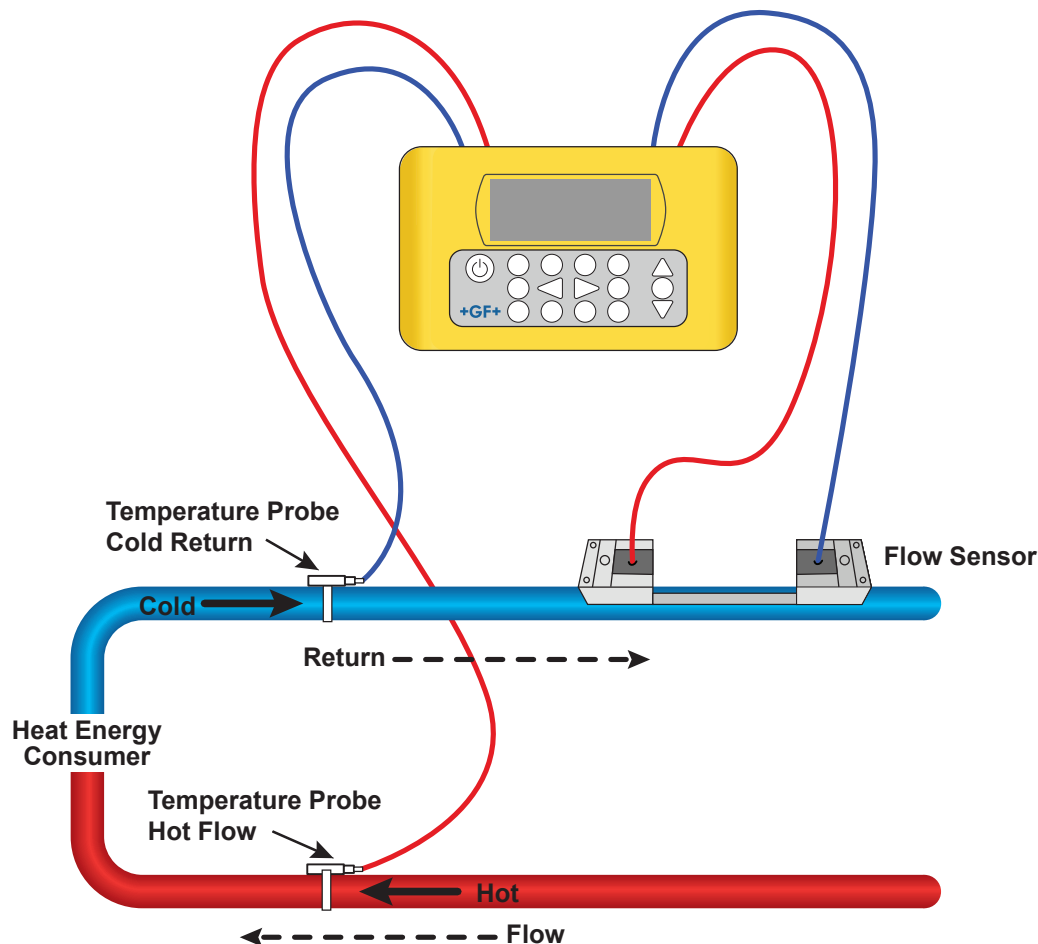 +GF+
Temperature Probe
Cold Return
Flow Sensor
Cold
Return
Heat Energy
Consumer
Temperature Probe
Hot Flow
Hot
Flow